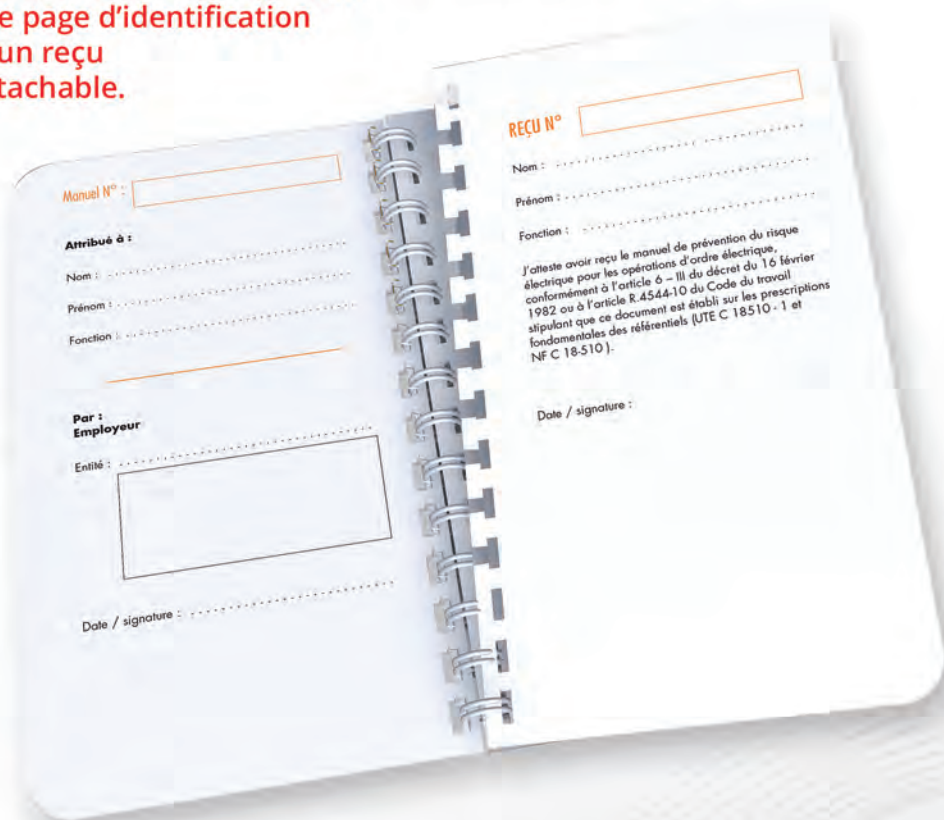 e page d'identification
un reçu
tachable.
Manuel N° :
Attribué à :
Nom :
Prénom :
Fonction :
Par :
Employeur
Entité :
Date / signature :
REÇU N°
Nom :
Prénom :
Fonction :
J'atteste avoir reçu le manuel de prévention du risque
électrique pour les opérations d'ordre électrique,
conformément à l'article 6 – III du décret du 16 février
1982 ou à l'article R.4544-10 du Code du travail
stipulant que ce document est établi sur les prescriptions
fondamentales des référentiels (UTE C 18510 - 1 et
NF C 18-510 ).
Date / signature :